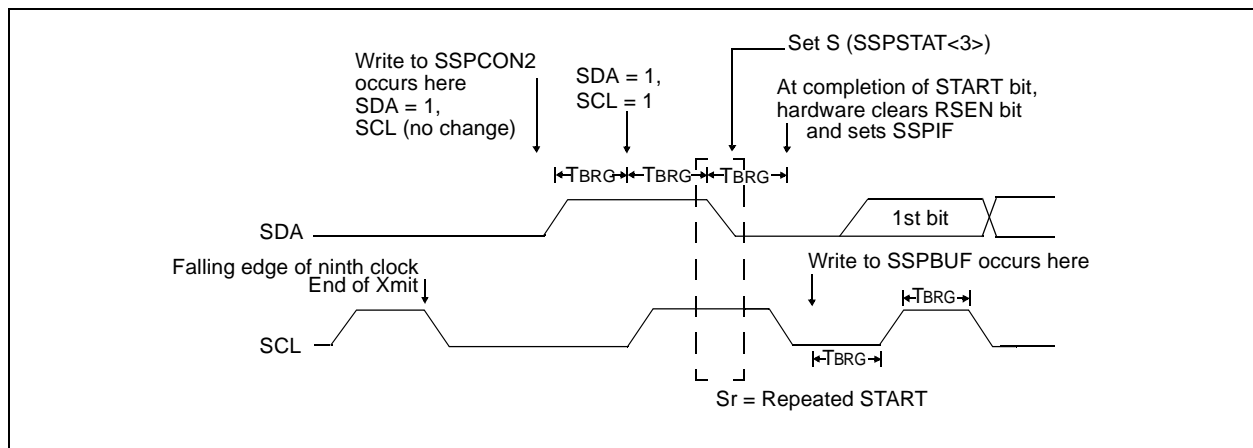 Set S (SSPSTAT<3>)
Write to SSPCON2
occurs here
SDA = 1,
SCL (no change)
SDA = 1,
SCL = 1
At completion of START bit,
hardware clears RSEN bit
and sets SSPIF
TBRG
TBRG
TBRG
SDA
1st bit
Falling edge of ninth clock
End of Xmit
Write to SSPBUF occurs here
TBRG
SCL
TBRG
Sr = Repeated START